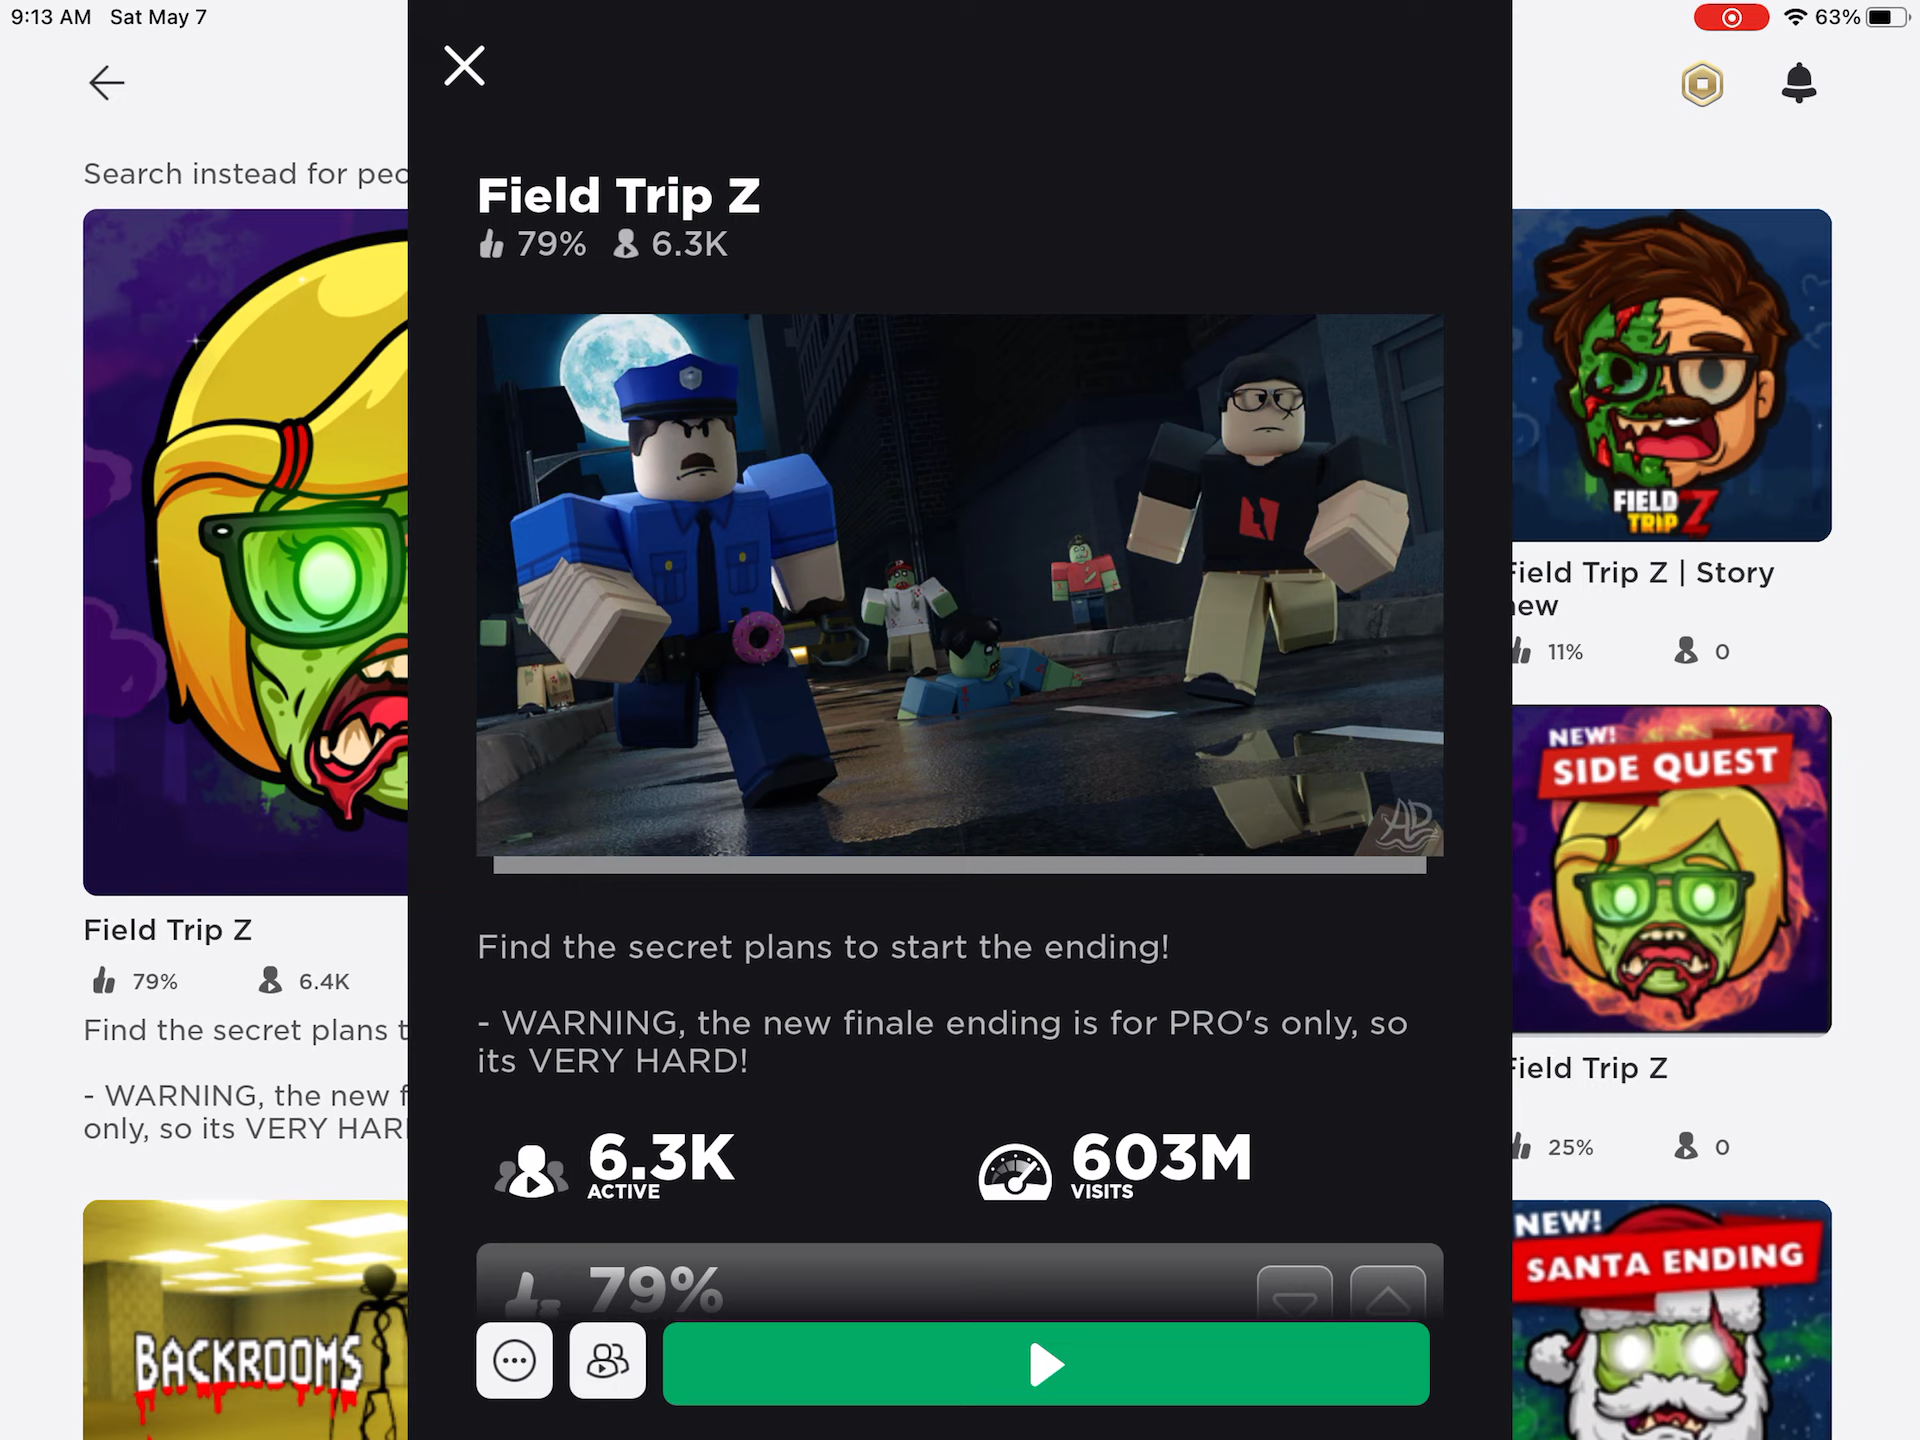 9:13 AM Sat May 7
63%
Search instead for peo
Field Trip Z
79% 6.4K
Find the secret plans t
- WARNING, the new f
only, so its VERY HAR
BACKROOMS
Field Trip Z
79% 6.3K
AD
Find the secret plans to start the ending!
- WARNING, the new finale ending is for PRO's only, so
its VERY HARD!
6.3K
ACTIVE
603M
VISITS
79%
FIELD
TRIP Z
Field Trip Z | Story
new
11% 0
NEW!
SIDE QUEST
Field Trip Z
25% 0
NEW!
SANTA ENDING